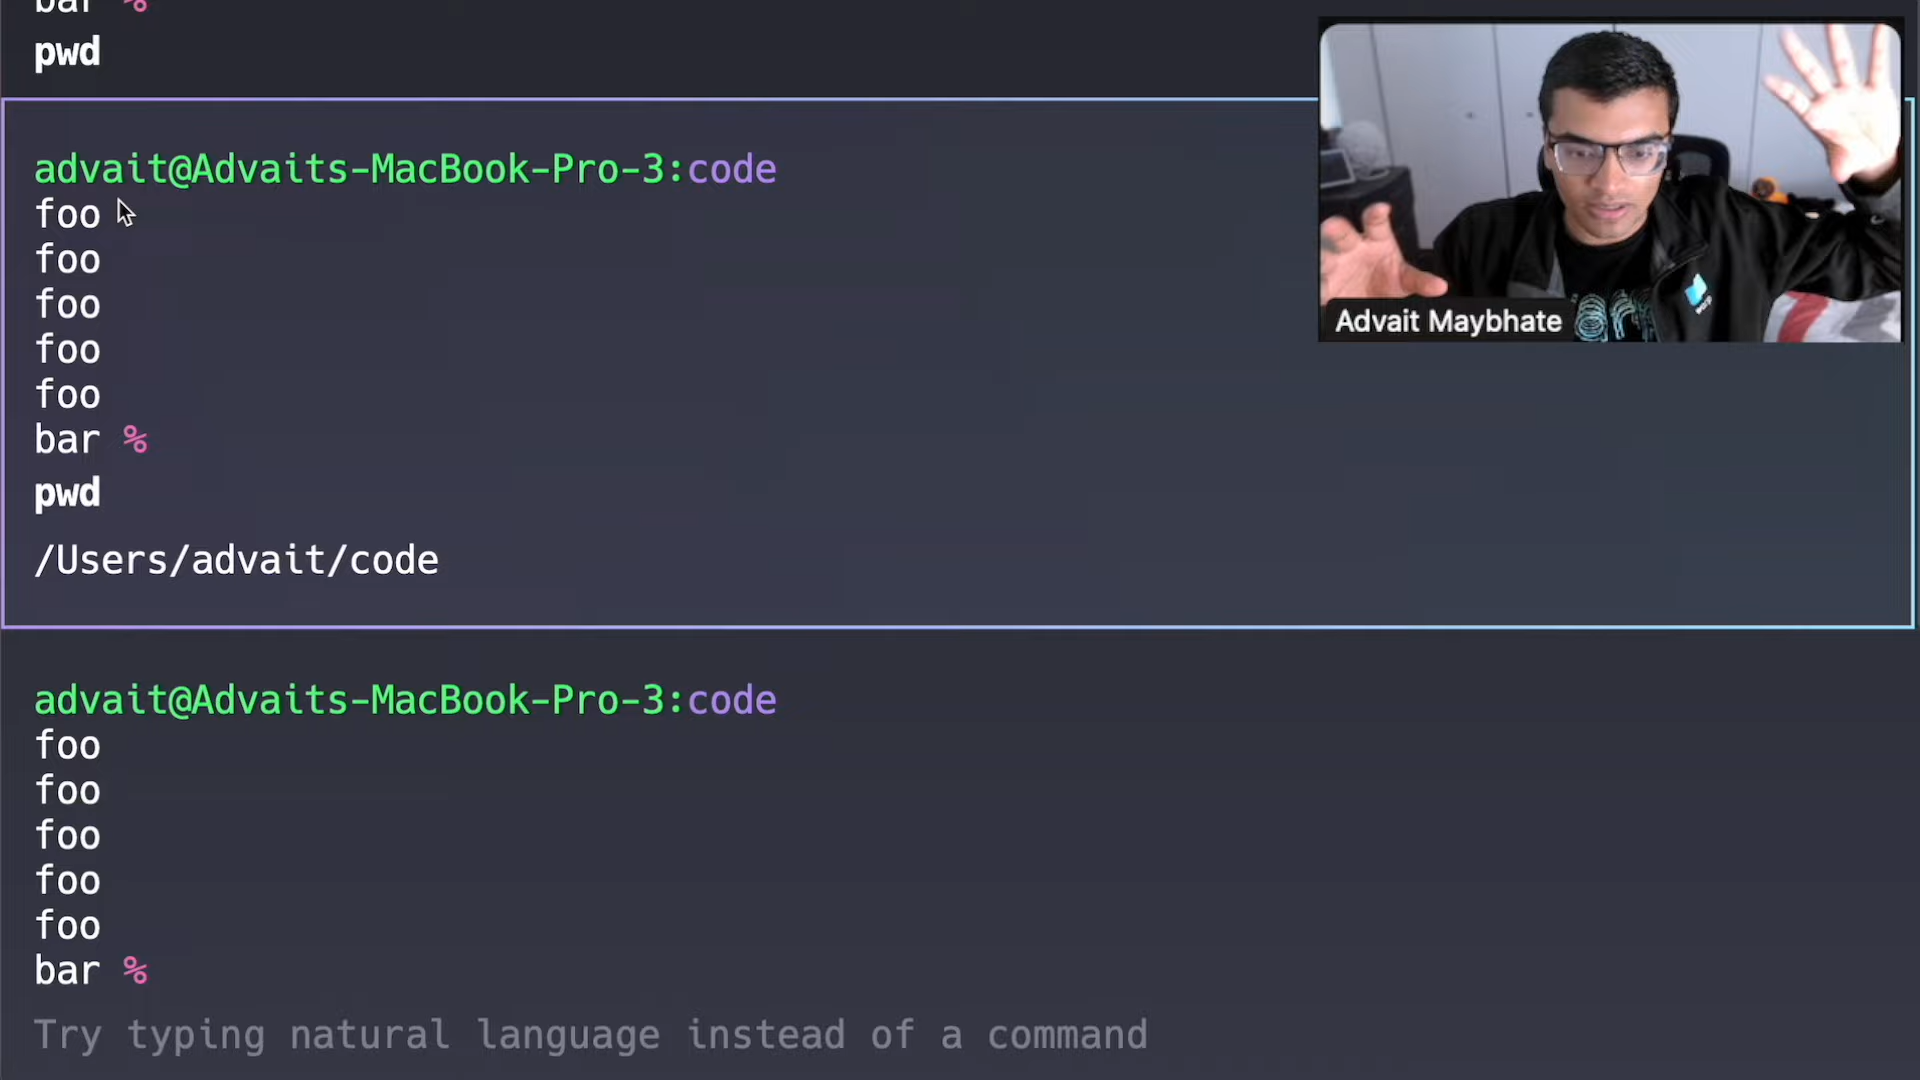 bar %
pwd
advait@Advaits-MacBook-Pro-3:code
foo
foo
foo
foo
foo
bar %
pwd
/Users/advait/code
Advait Maybhate
warp
advait@Advaits-MacBook-Pro-3:code
foo
foo
foo
foo
foo
bar %
Try typing natural language instead of a command